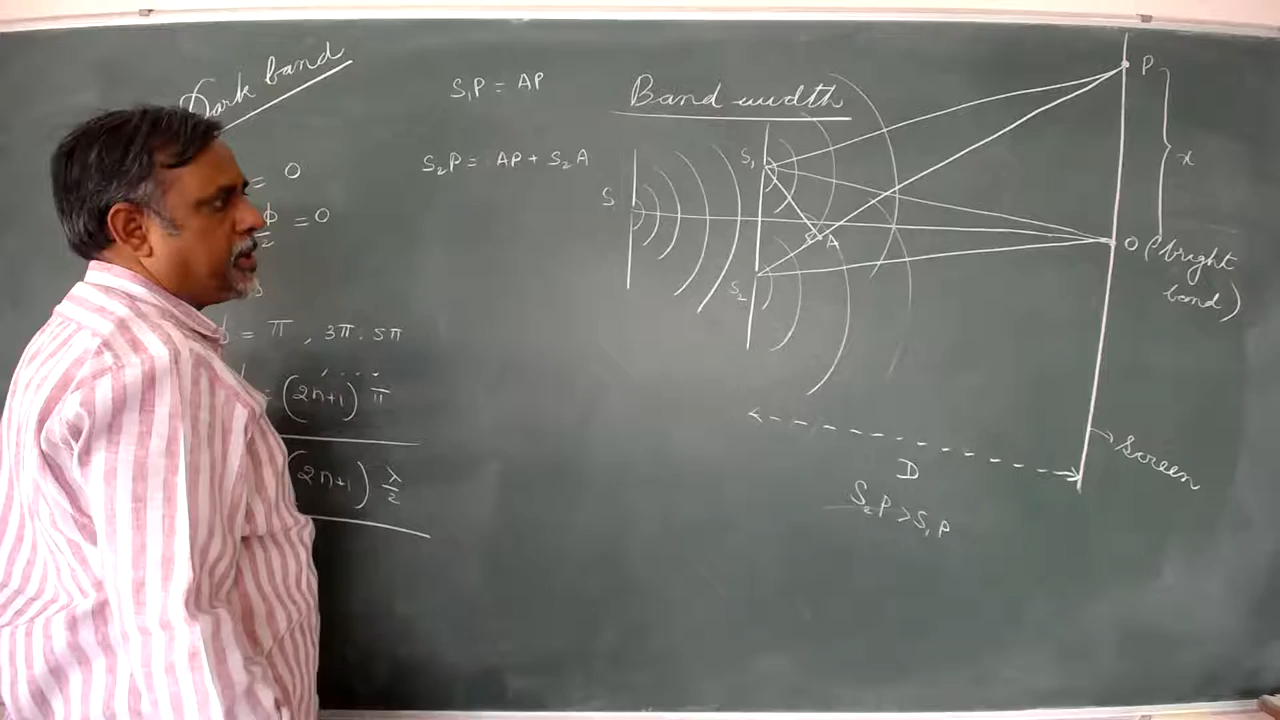 Dark band
= 0
ϕ/2 = 0
ϕ = π, 3π. 5π
. . . .
= (2n+1) π
(2n+1) λ/2
S₁P = AP
S₂P = AP + S₂A
Band width
S
S₁
S₂
A
P
x
O (bright
band)
Screen
D
S₂P > S₁P